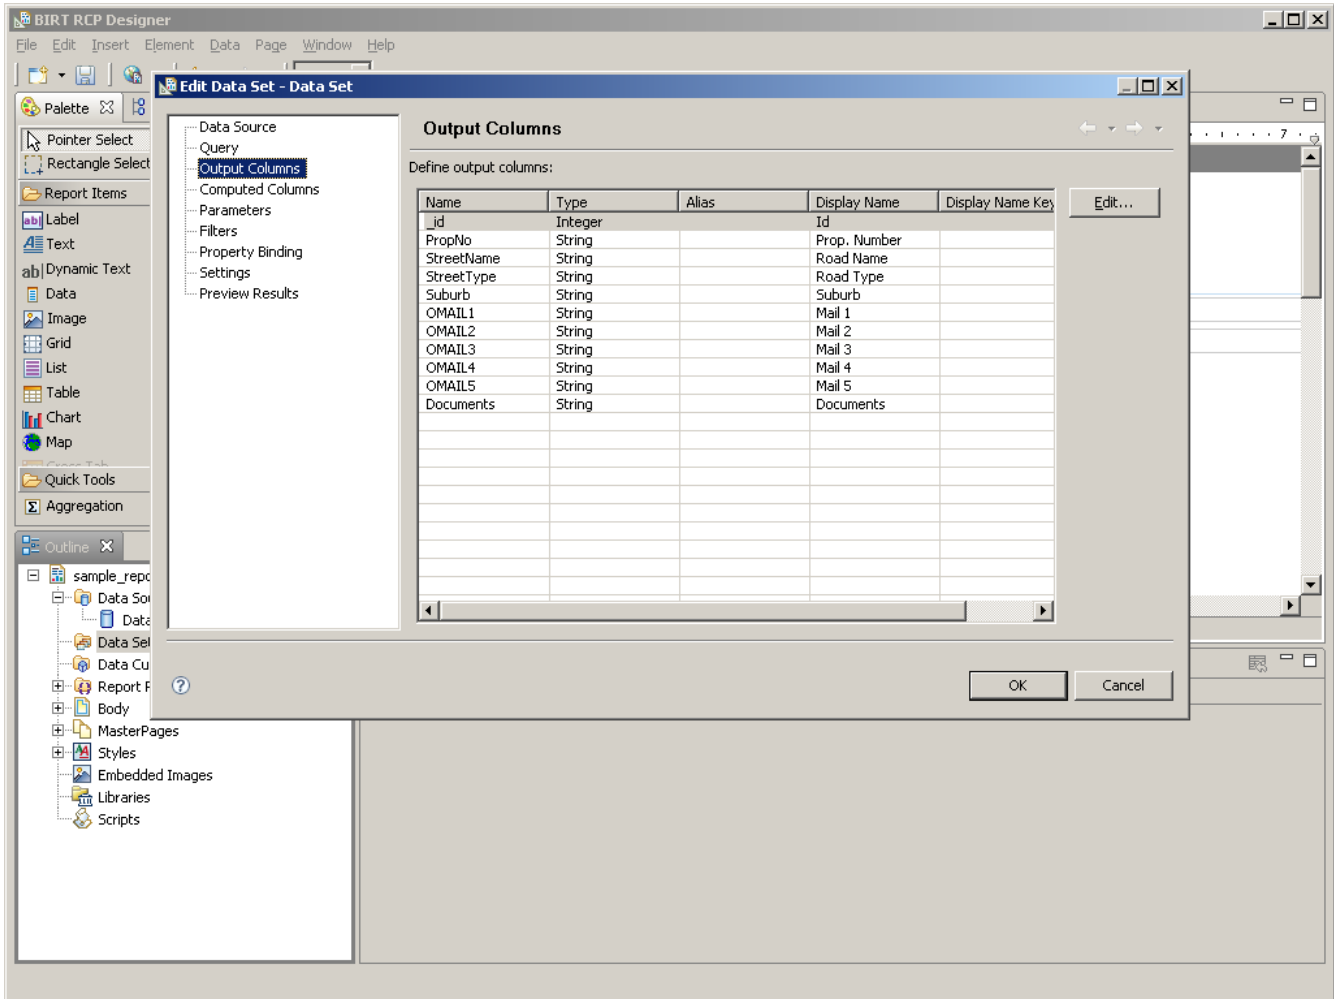 BIRT RCP Designer
File Edit Insert Element Data Page Window Help
Edit Data Set - Data Set
Palette
Pointer Select
Rectangle Select
Report Items
Label
Text
Dynamic Text
Data
Image
Grid
List
Table
Chart
Map
Cross Tab
Quick Tools
Aggregation
Data Source
Query
Output Columns
Computed Columns
Parameters
Filters
Property Binding
Settings
Preview Results
Output Columns
Define output columns:
Name Type Alias Display Name Display Name Key
_id Integer Id
PropNo String Prop. Number
StreetName String Road Name
StreetType String Road Type
Suburb String Suburb
OMAIL1 String Mail 1
OMAIL2 String Mail 2
OMAIL3 String Mail 3
OMAIL4 String Mail 4
OMAIL5 String Mail 5
Documents String Documents
Edit...
OK Cancel
7
Outline
sample_repo
Data Sou
Data
Data Set
Data Cu
Report P
Body
MasterPages
Styles
Embedded Images
Libraries
Scripts